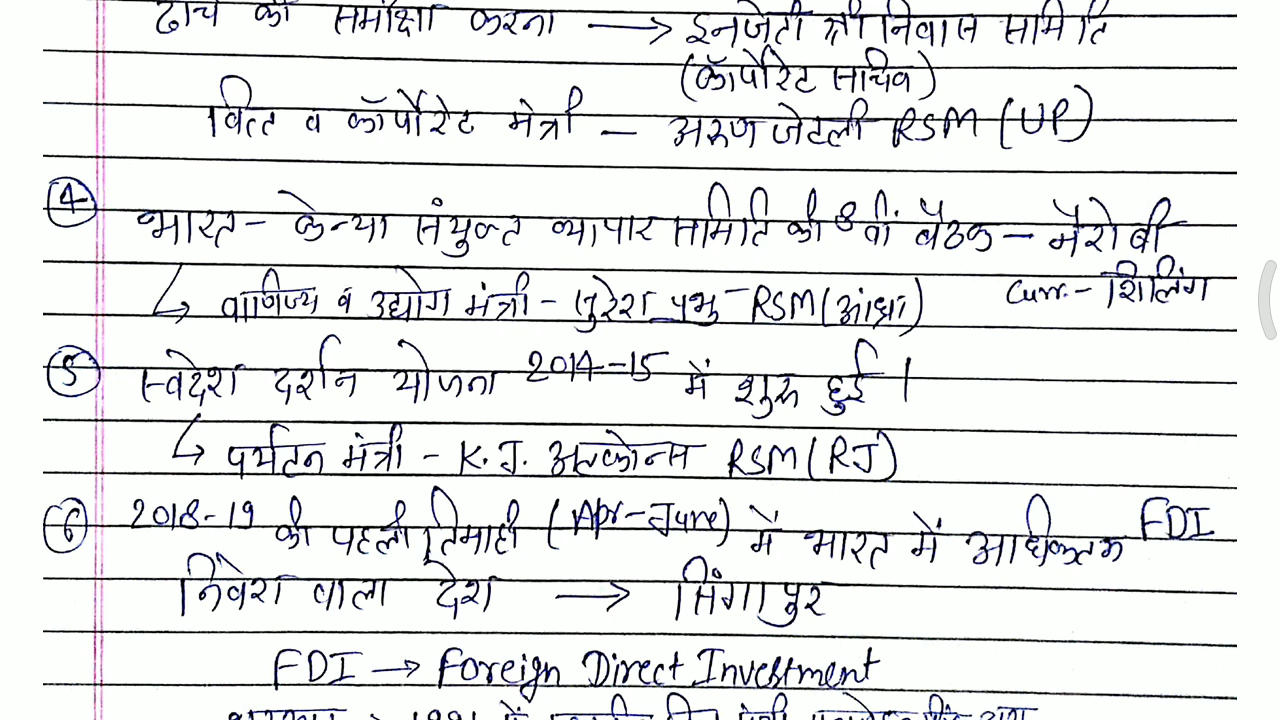 ढांचे की समीक्षा करना → इनजेती श्रीनिवास समिति
(कॉर्पोरेट सचिव)
वित्त व कॉर्पोरेट मंत्री – अरुण जेटली RSM (UP)
④ भारत – केन्या संयुक्त व्यापार समिति की 8 वीं बैठक – नैरोबी
↳ वाणिज्य व उद्योग मंत्री – सुरेश प्रभु – RSM (आंध्रा) Curr. – शिलिंग
⑤ स्वदेश दर्शन योजना 2014–15 में शुरू हुई ।
↳ पर्यटन मंत्री – K. J. अल्फोन्स RSM (RJ)
⑥ 2018-19 की पहली तिमाही (Apr – June) में भारत में अधिकतम FDI
निवेश वाला देश → सिंगापुर
FDI → Foreign Direct Investment